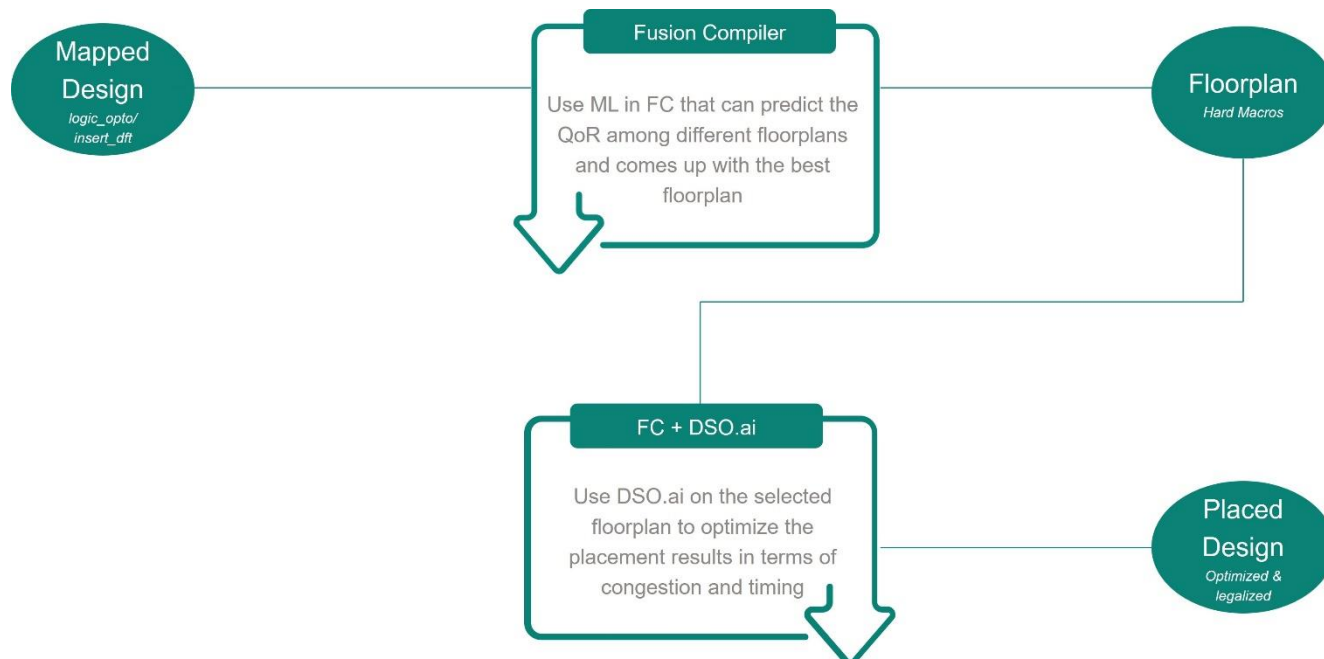 Mapped
Design
logic_opto/
insert_dft
Fusion Compiler
Use ML in FC that can predict the
QoR among different floorplans
and comes up with the best
floorplan
Floorplan
Hard Macros
FC + DSO.ai
Use DSO.ai on the selected
floorplan to optimize the
placement results in terms of
congestion and timing
Placed
Design
Optimized &
legalized